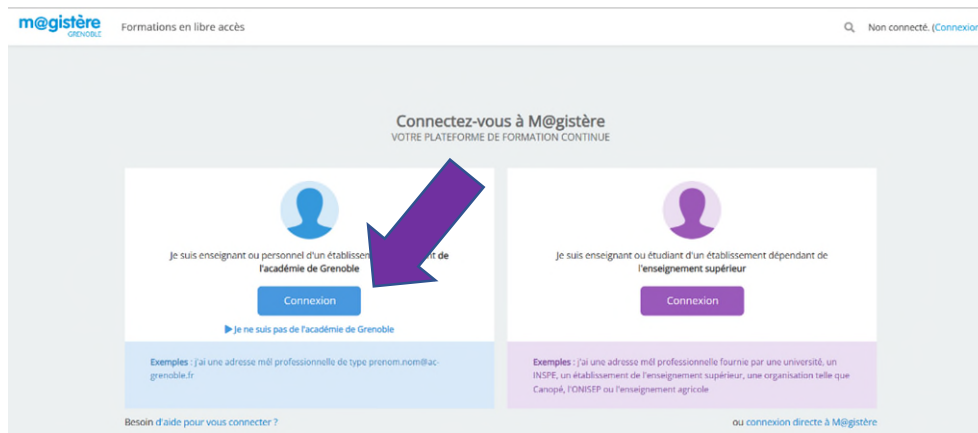 m@gistère
GRENOBLE
Formations en libre accès
Non connecté. (Connexion
Connectez-vous à M@gistère
VOTRE PLATEFORME DE FORMATION CONTINUE
Je suis enseignant ou personnel d'un de
l'académie de Grenoble
Connexion
Je ne suis pas de l'académie de Grenoble
Exemples : j'ai une adresse mél professionnelle de type prenom.nom@ac-
grenoble.fr
Je suis enseignant ou étudiant d'un établissement dépendant de
l'enseignement supérieur
Connexion
Exemples : j'ai une adresse mél professionnelle fournie par une université, un
INSPE, un établissement de l'enseignement supérieur, une organisation telle que
Canopé, l'ONISEP ou l'enseignement agricole
Besoin d'aide pour vous connecter ?
ou connexion directe à M@gistère